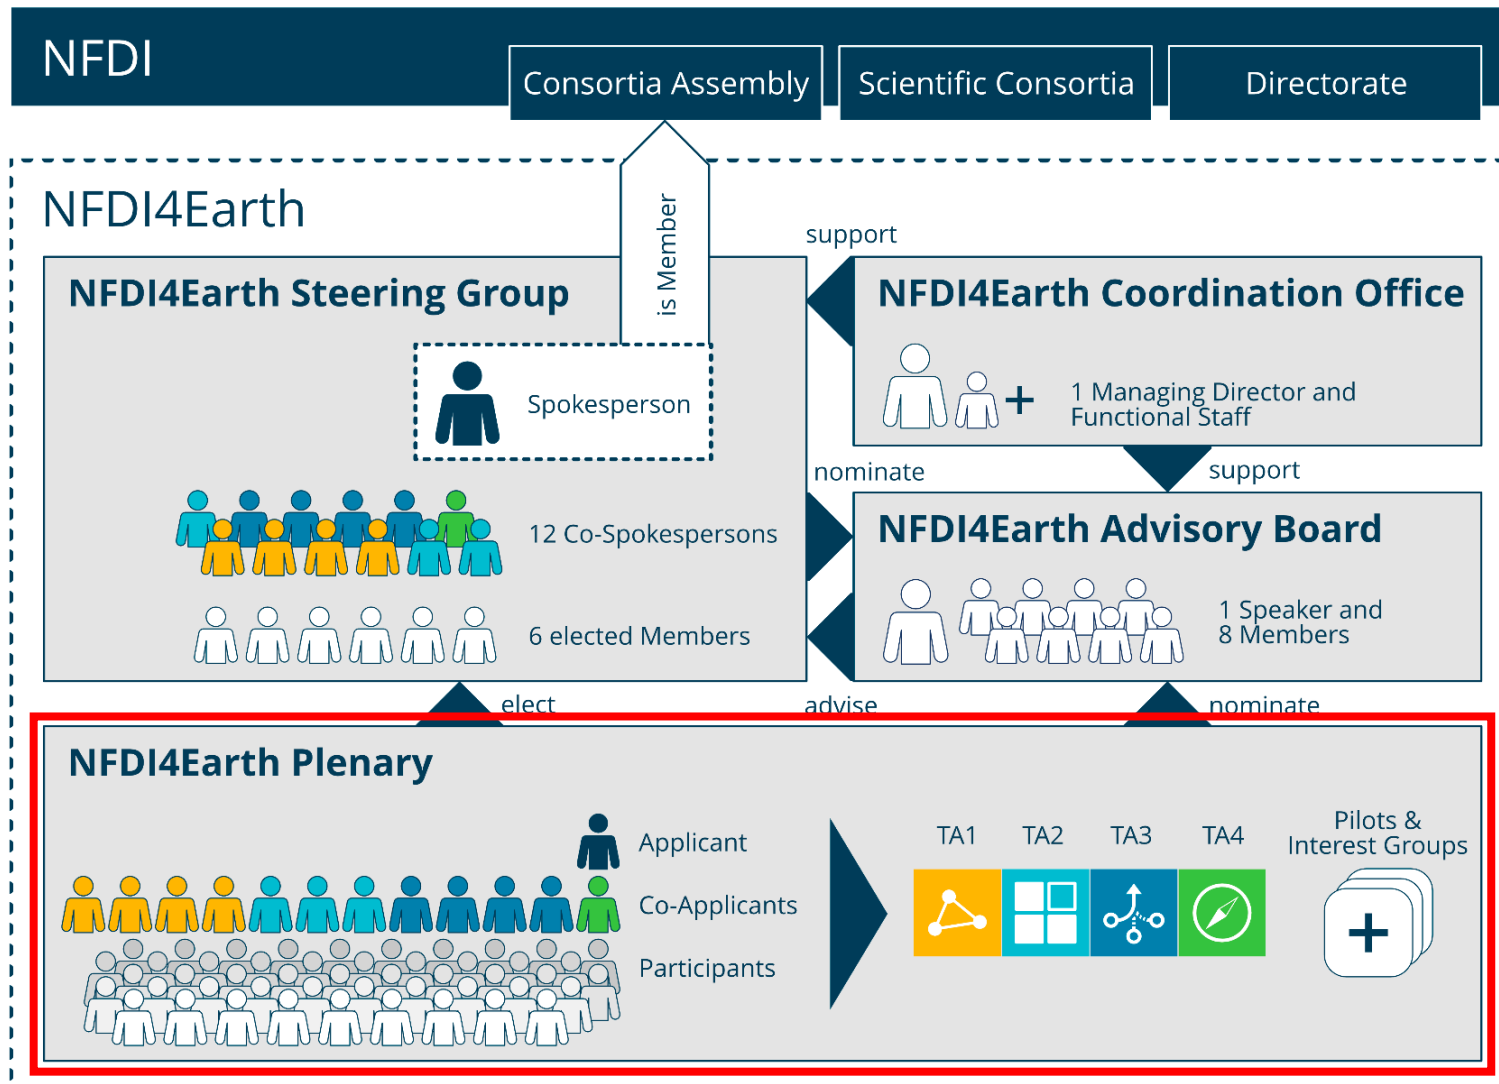 NFDI
Consortia Assembly
Scientific Consortia
Directorate
NFDI4Earth
is Member
support
NFDI4Earth Steering Group
NFDI4Earth Coordination Office
Spokesperson
1 Managing Director and
Functional Staff
nominate
support
12 Co-Spokespersons
NFDI4Earth Advisory Board
6 elected Members
1 Speaker and
8 Members
elect
advise
nominate
NFDI4Earth Plenary
Applicant
Co-Applicants
Participants
TA1
TA2
TA3
TA4
Pilots &
Interest Groups